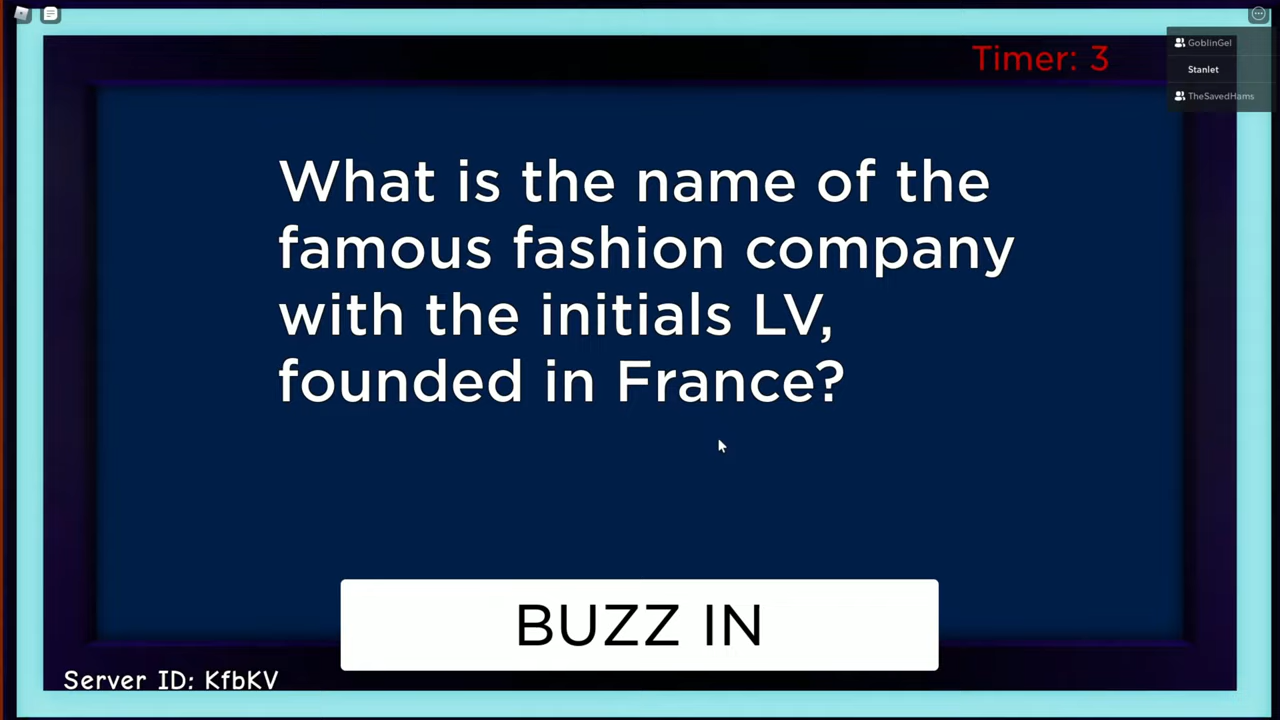 Timer: 3
GoblinGel
Stanlet
TheSavedHams
What is the name of the
famous fashion company
with the initials LV,
founded in France?
BUZZ IN
Server ID: KfbKV